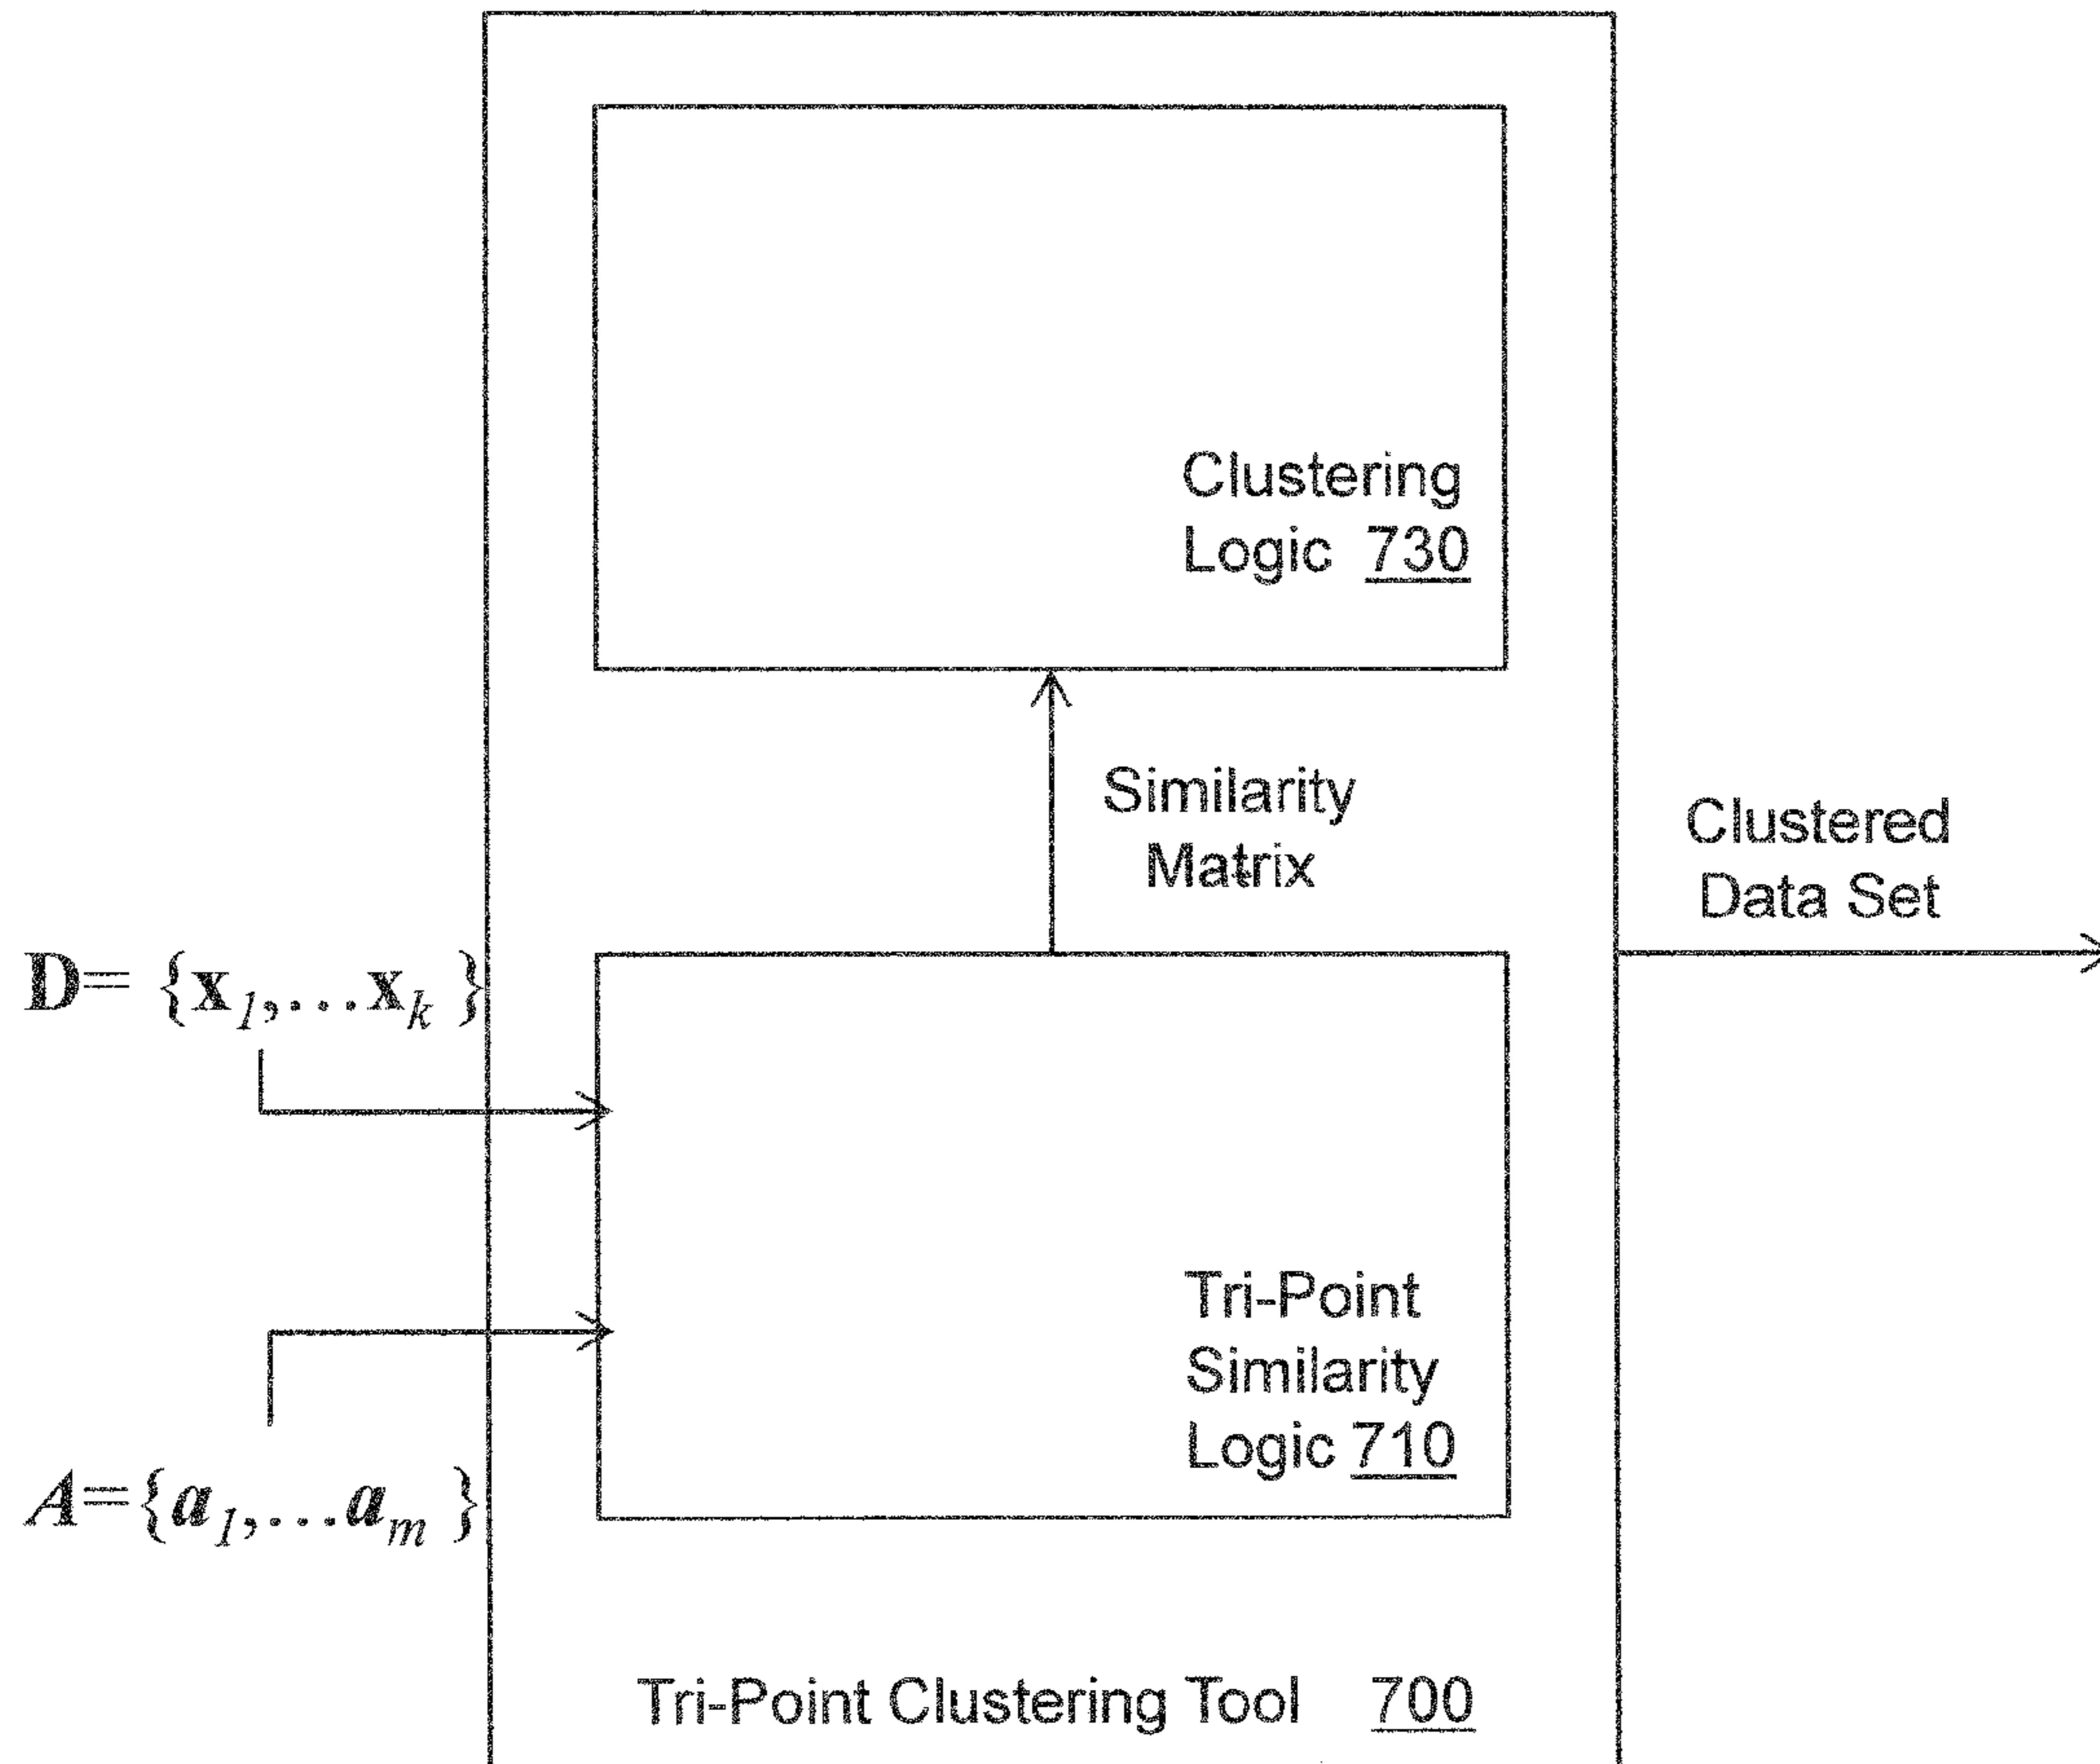 Clustering
Logic 730
Similarity
Matrix
Clustered
Data Set
D= {x1,...xk }
Tri-Point
Similarity
Logic 710
A={a1,...am }
Tri-Point Clustering Tool 700